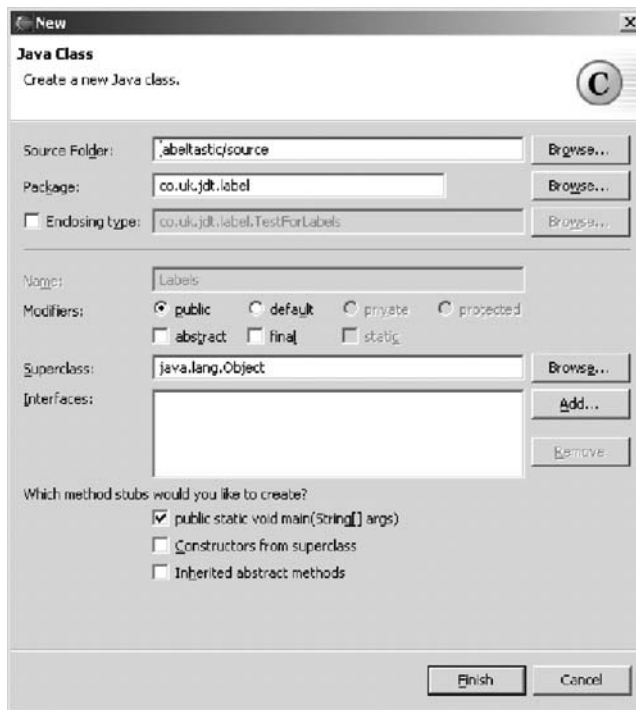 New
Java Class
Create a new Java class.
C
Source Folder: abeltastic/source Browse...
Package: co.uk.jdt.label Browse...
Enclosing type: co.uk.jdt.label.TestForLabels Browse...
Name: Labels
Modifiers: public default private protected
abstract final static
Superclass: java.lang.Object Browse...
Interfaces: Add...
Remove
Which method stubs would you like to create?
public static void main(String[] args)
Constructors from superclass
Inherited abstract methods
Finish Cancel